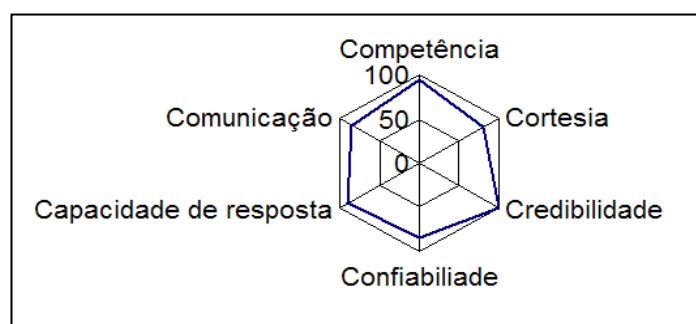 Competência
100
Comunicação
50
Cortesia
0
Capacidade de resposta
Credibilidade
Confiabiliade